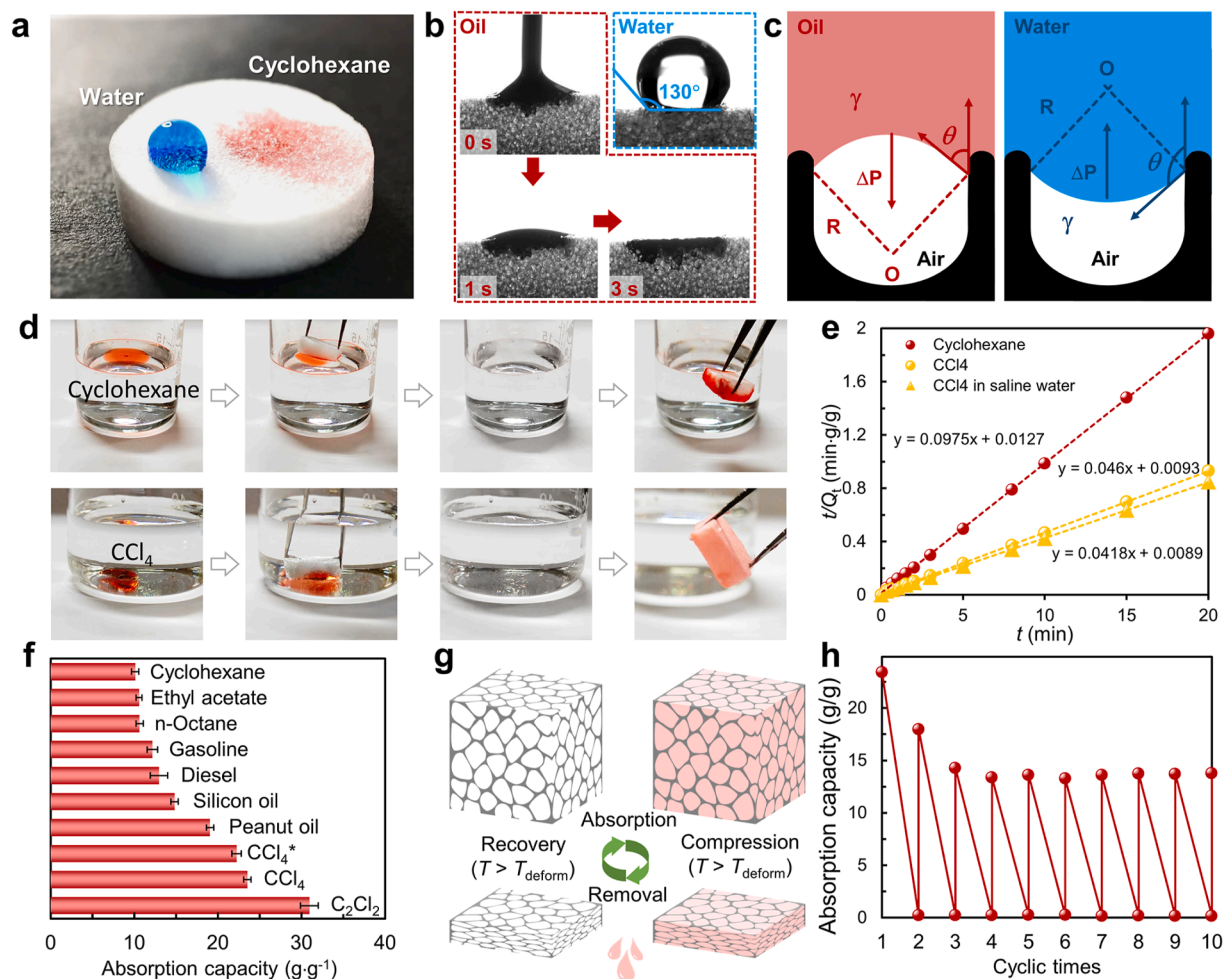 a
Water
Cyclohexane
b
Oil
0 s
Water
130°
1 s
3 s
c
Oil
γ
θ
ΔP
R
O
Air
Water
O
R
θ
ΔP
γ
Air
d
Cyclohexane
CCl4
e
t/Qt (min·g/g)
2
1.6
1.2
0.8
0.4
0
Cyclohexane
CCl4
CCl4 in saline water
y = 0.0975x + 0.0127
y = 0.046x + 0.0093
y = 0.0418x + 0.0089
0 5 10 15 20
t (min)
f
Cyclohexane
Ethyl acetate
n-Octane
Gasoline
Diesel
Silicon oil
Peanut oil
CCl4*
CCl4
C2Cl2
0 10 20 30 40
Absorption capacity (g·g-1)
g
Absorption
Recovery
(T > Tdeform)
Compression
(T > Tdeform)
Removal
h
Absorption capacity (g/g)
20
15
10
5
0
1 2 3 4 5 6 7 8 9 10
Cyclic times